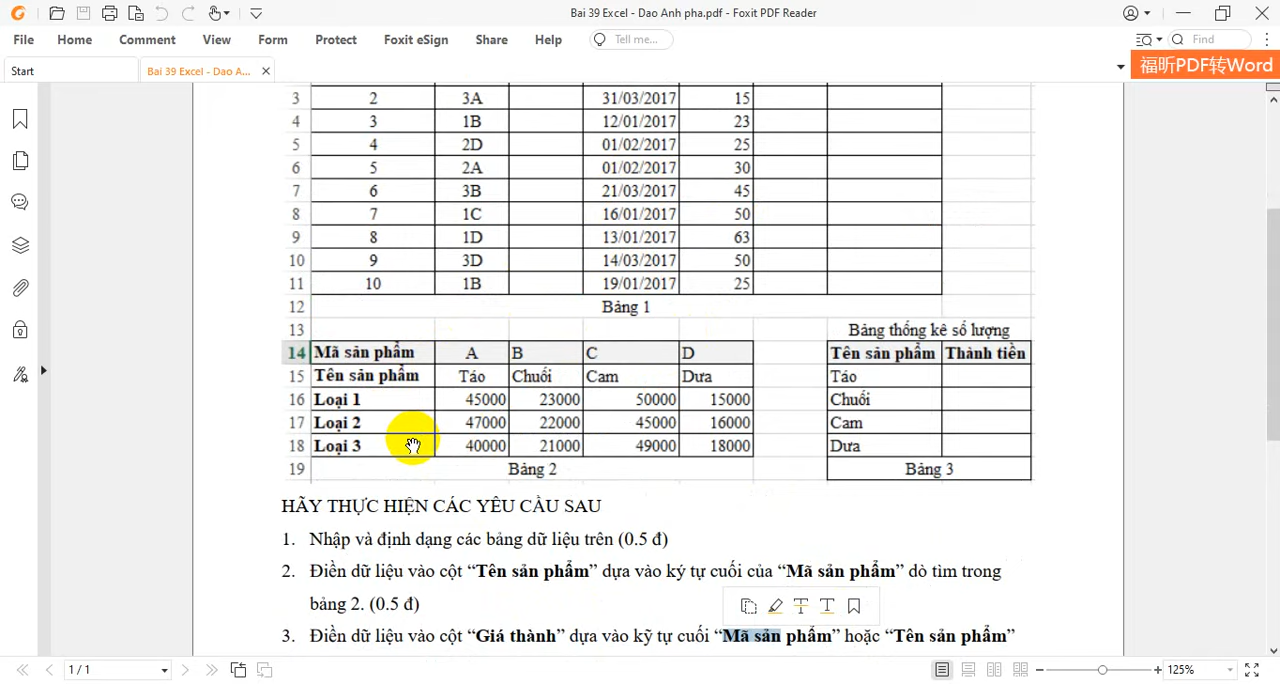 Bai 39 Excel - Dao Anh pha.pdf - Foxit PDF Reader
File Home Comment View Form Protect Foxit eSign Share Help Tell me... Find
Start Bai 39 Excel - Dao A... 福昕PDF转Word
3 2 3A 31/03/2017 15
4 3 1B 12/01/2017 23
5 4 2D 01/02/2017 25
6 5 2A 01/02/2017 30
7 6 3B 21/03/2017 45
8 7 1C 16/01/2017 50
9 8 1D 13/01/2017 63
10 9 3D 14/03/2017 50
11 10 1B 19/01/2017 25
12 Bảng 1
13 Bảng thống kê số lượng
14 Mã sản phẩm A B C D Tên sản phẩm Thành tiền
15 Tên sản phẩm Táo Chuối Cam Dưa Táo
16 Loại 1 45000 23000 50000 15000 Chuối
17 Loại 2 47000 22000 45000 16000 Cam
18 Loại 3 40000 21000 49000 18000 Dưa
19 Bảng 2 Bảng 3
HÃY THỰC HIỆN CÁC YÊU CẦU SAU
1. Nhập và định dạng các bảng dữ liệu trên (0.5 đ)
2. Điền dữ liệu vào cột “Tên sản phẩm” dựa vào ký tự cuối của “Mã sản phẩm” dò tìm trong
bảng 2. (0.5 đ)
3. Điền dữ liệu vào cột “Giá thành” dựa vào kỹ tự cuối “Mã sản phẩm” hoặc “Tên sản phẩm”
1 / 1 125%